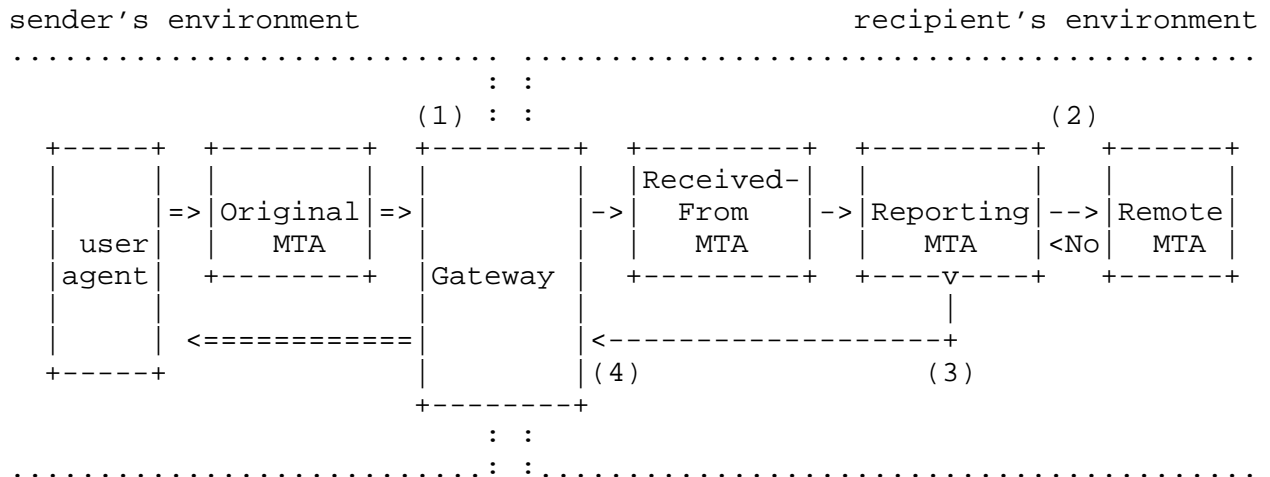 sender's environment                            recipient's environment
............................ ..........................................
                           : :
                       (1) : :                              (2)
  +-----+  +--------+  +--------+  +---------+  +---------+   +------+
  |     |  |        |  |        |  |Received-|  |         |   |      |
  |     |=>|Original|=>|        |->|  From   |->|Reporting|-->|Remote|
  | user|  |   MTA  |  |        |  |   MTA   |  |   MTA   |<No|  MTA |
  |agent|  +--------+  |Gateway |  +---------+  +----v----+   +------+
  |     |              |        |                    |
  |     | <============|        |<-------------------+
  +-----+              |        |(4)                (3)
                       +--------+
                           : :
...........................: :.........................................